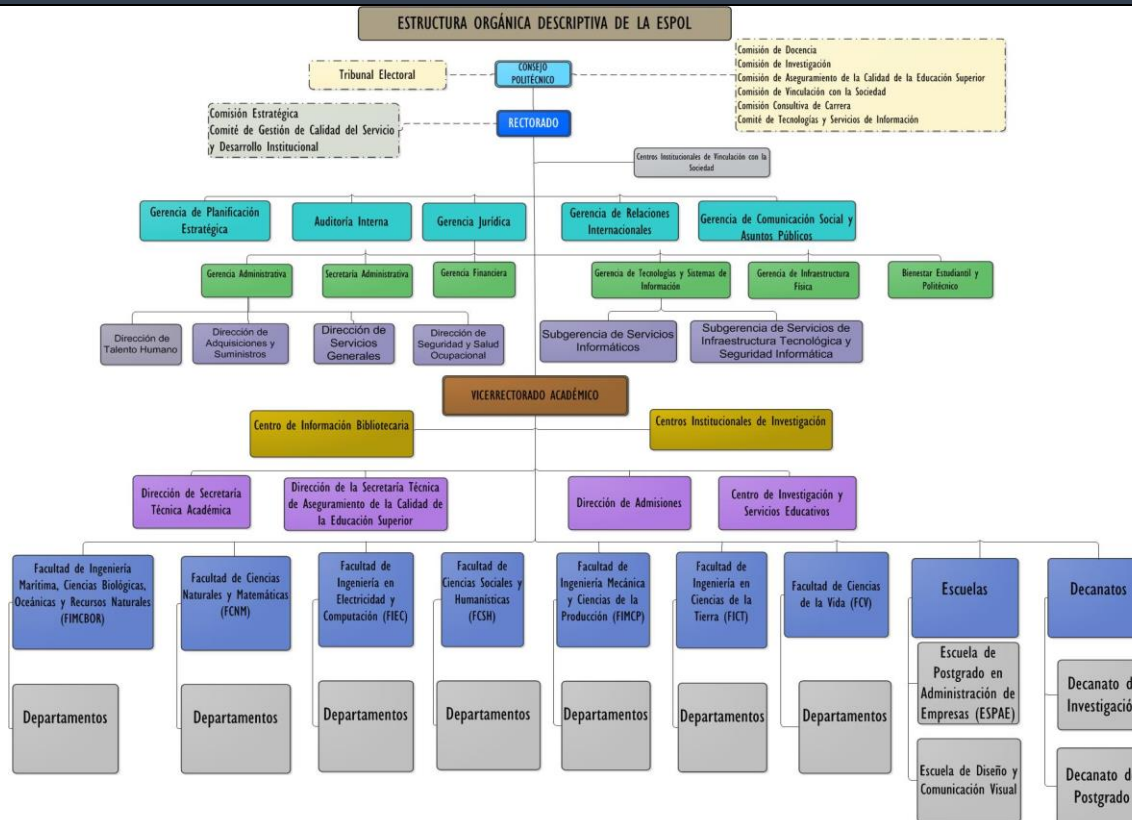 ESTRUCTURA ORGÁNICA DESCRIPTIVA DE LA ESPOL
Tribunal Electoral
CONSEJO
POLITÉCNICO
Comisión de Docencia
Comisión de Investigación
Comisión de Aseguramiento de la Calidad de la Educación Superior
Comisión de Vinculación con la Sociedad
Comisión Consultiva de Carrera
Comité de Tecnologías y Servicios de Información
Comisión Estratégica
Comité de Gestión de Calidad del Servicio
y Desarrollo Institucional
RECTORADO
Centros Institucionales de Vinculación con la
Sociedad
Gerencia de Planificación
Estratégica
Auditoría Interna
Gerencia Jurídica
Gerencia de Relaciones
Internacionales
Gerencia de Comunicación Social y
Asuntos Públicos
Gerencia Administrativa
Secretaria Administrativa
Gerencia Financiera
Gerencia de Tecnologías y Sistemas de
Información
Gerencia de Infraestructura
Física
Bienestar Estudiantil y
Politécnico
Dirección de
Talento Humano
Dirección de
Adquisiciones y
Suministros
Dirección de
Servicios
Generales
Dirección de
Seguridad y Salud
Ocupacional
Subgerencia de Servicios
Informáticos
Subgerencia de Servicios de
Infraestructura Tecnológica y
Seguridad Informática
VICERRECTORADO ACADÉMICO
Centro de Información Bibliotecaria
Centros Institucionales de Investigación
Dirección de Secretaría
Técnica Académica
Dirección de la Secretaría Técnica
de Aseguramiento de la Calidad de
la Educación Superior
Dirección de Admisiones
Centro de Investigación y
Servicios Educativos
Facultad de Ingeniería
Marítima, Ciencias Biológicas,
Oceánicas y Recursos Naturales
(FIMCBOR)
Facultad de Ciencias
Naturales y Matemáticas
(FCNM)
Facultad de
Ingeniería en
Electricidad y
Computación (FIEC)
Facultad de
Ciencias Sociales y
Humanísticas
(FCSH)
Facultad de
Ingeniería Mecánica
y Ciencias de la
Producción (FIMCP)
Facultad de
Ingeniería en
Ciencias de la
Tierra (FICT)
Facultad de Ciencias
de la Vida (FCV)
Escuelas
Decanatos
Departamentos
Departamentos
Departamentos
Departamentos
Departamentos
Departamentos
Departamentos
Escuela de
Postgrado en
Administración de
Empresas (ESPAE)
Escuela de Diseño y
Comunicación Visual
Decanato d
Investigació
Decanato d
Postgrado